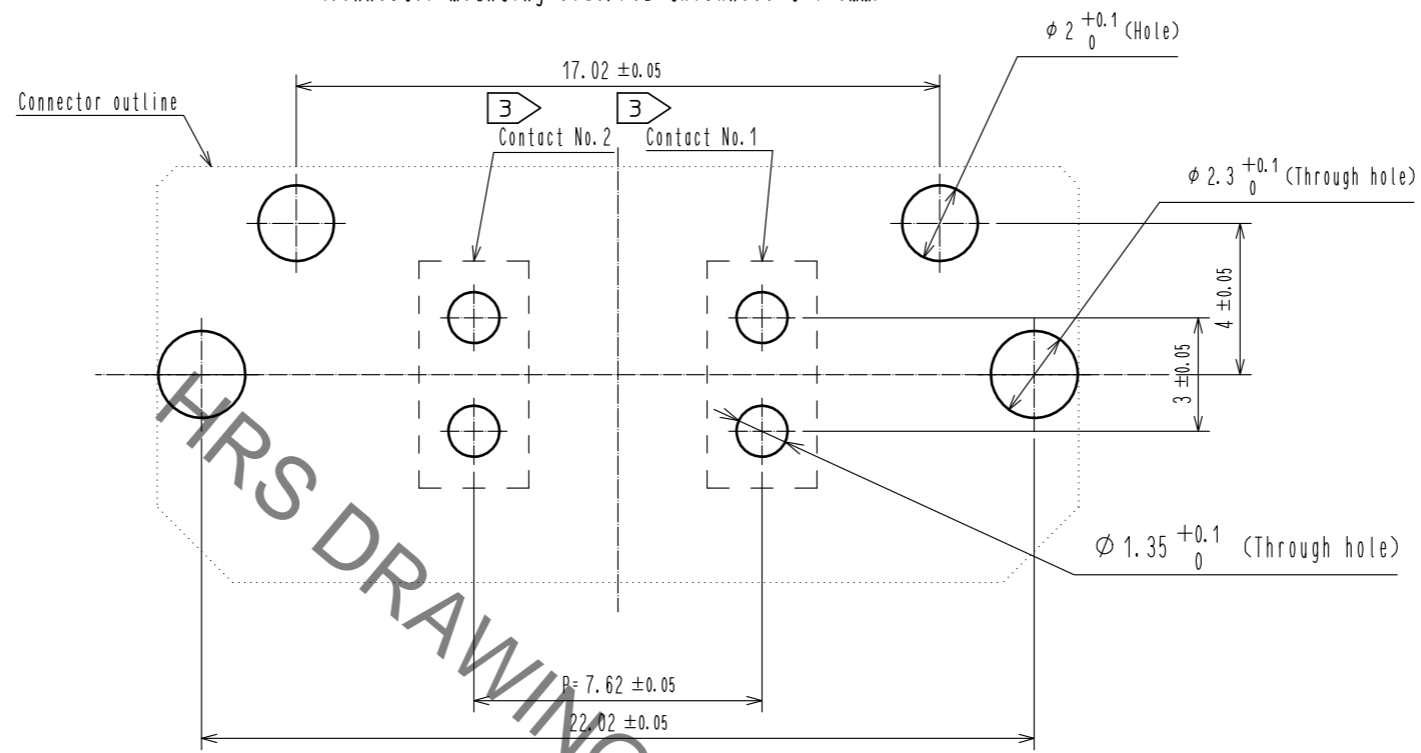 φ 2 +0.1 0 (Hole)
17.02 ±0.05
Connector outline
3
3
Contact No.2
Contact No.1
φ 2.3 +0.1 0 (Through hole)
4 ±0.05
3 ±0.05
φ 1.35 +0.1 0 (Through hole)
P= 7.62 ±0.05
22.02 ±0.05
HRS DRAWING